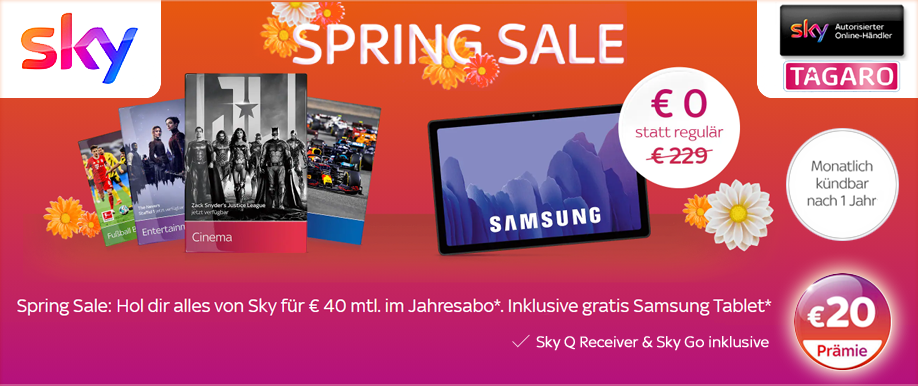 sky
SPRING SALE
sky Autorisierter
Online-Händler
TAGARO
€ 0
statt regulär
€ 229
Zack Snyder's Justice League
jetzt verfügbar
Cinema
Entertainm
Fußball B
SAMSUNG
Monatlich
kündbar
nach 1 Jahr
Spring Sale: Hol dir alles von Sky für € 40 mtl. im Jahresabo*. Inklusive gratis Samsung Tablet*
Sky Q Receiver & Sky Go inklusive
€20
Prämie